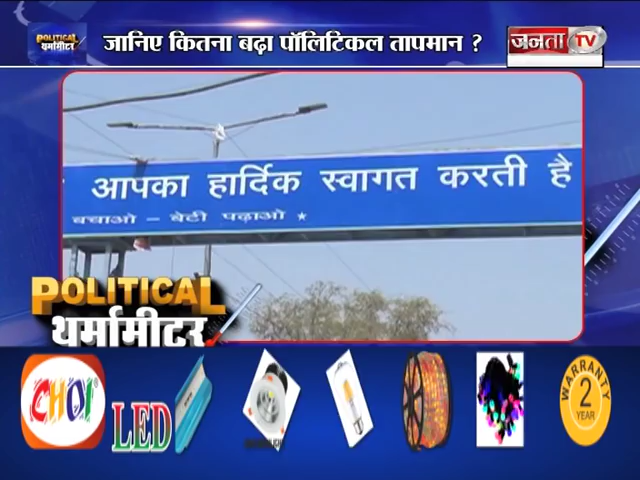 POLITICAL
थर्मामीटर
जानिए कितना बढ़ा पॉलिटिकल तापमान ?
जनता TV
आपका हार्दिक स्वागत करती है
बचाओ - बेटी पढ़ाओ ★
POLITICAL
थर्मामीटर
CHOI
LED
WARRANTY
2
YEAR